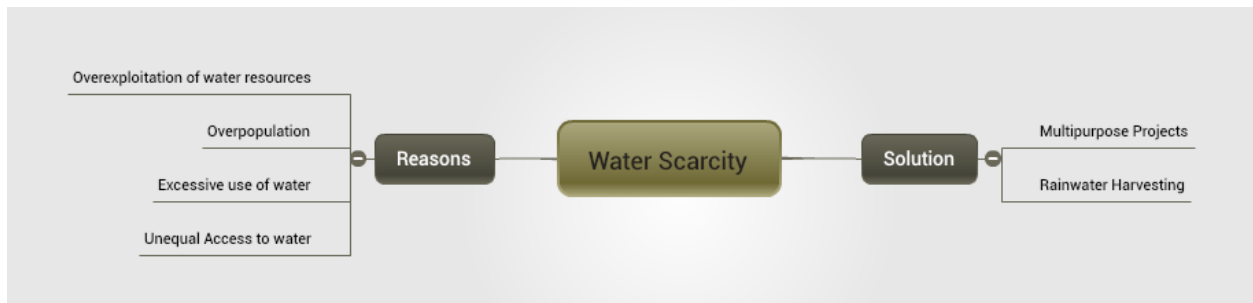 Overexploitation of water resources
Overpopulation
Excessive use of water
Unequal Access to water
Reasons
Water Scarcity
Solution
Multipurpose Projects
Rainwater Harvesting